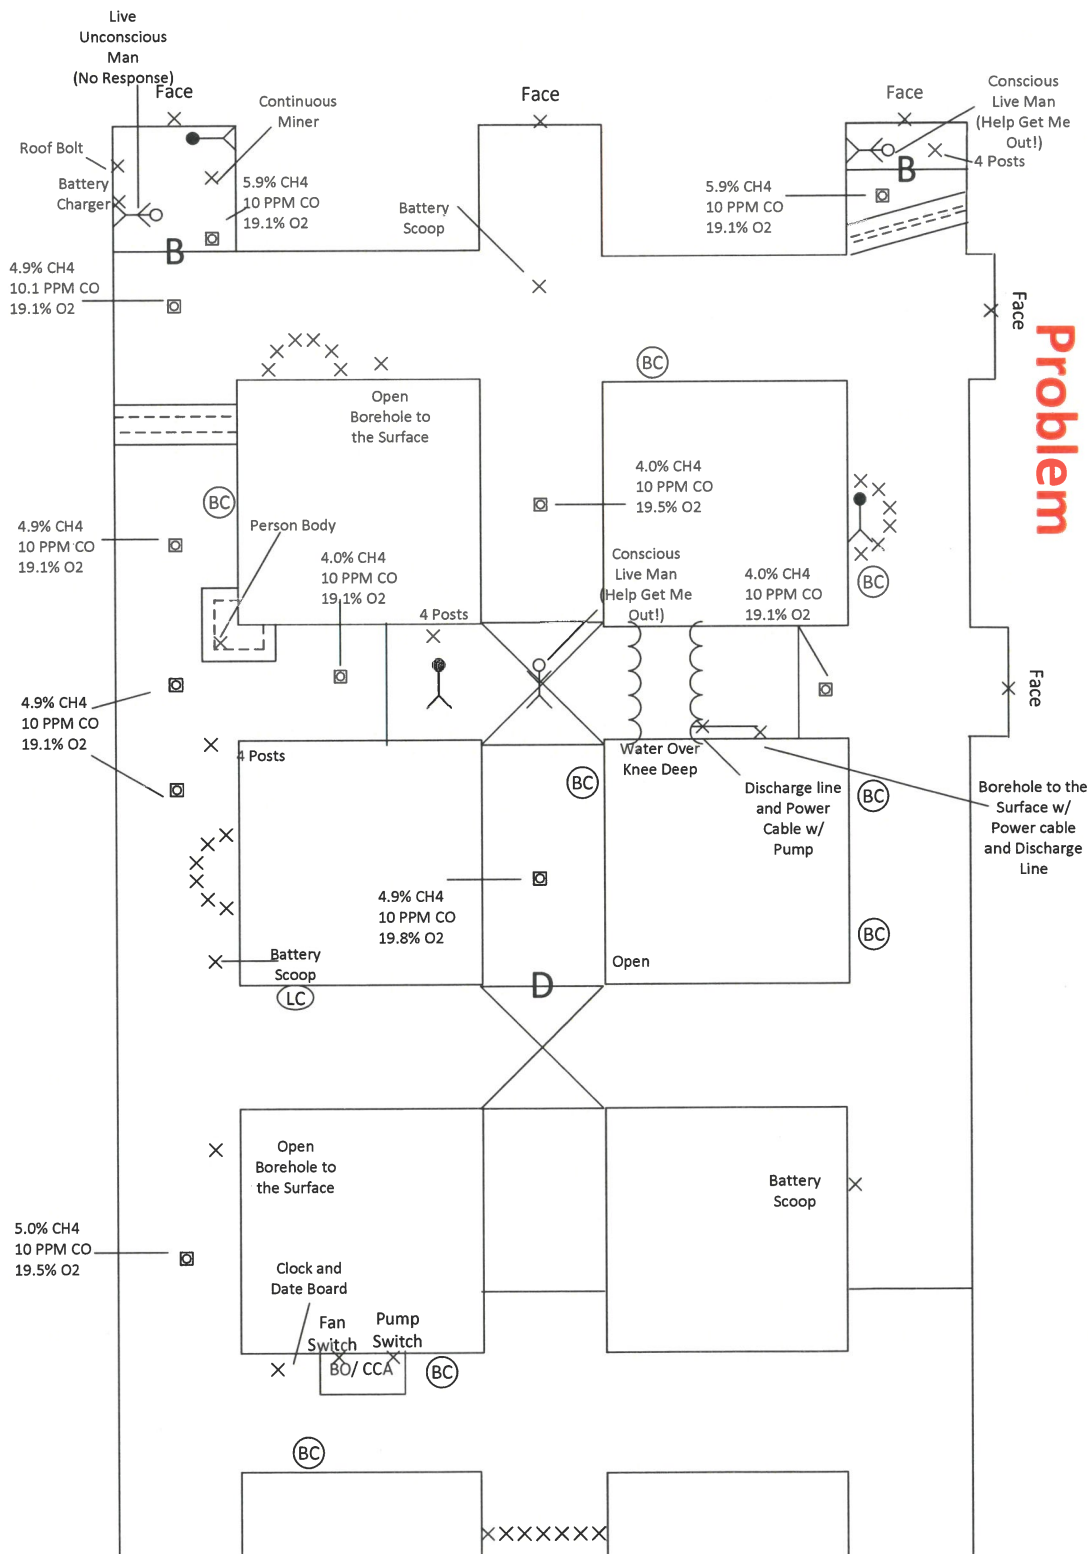 Live
Unconscious
Man
(No Response)
Face
Continuous
Miner
Roof Bolt
Battery
Charger
5.9% CH4
10 PPM CO
19.1% O2
B
4.9% CH4
10.1 PPM CO
19.1% O2
Face
Battery
Scoop
Face
Conscious
Live Man
(Help Get Me
Out!)
4 Posts
B
5.9% CH4
10 PPM CO
19.1% O2
Face
Problem
BC
Open
Borehole to
the Surface
BC
4.0% CH4
10 PPM CO
19.5% O2
4.9% CH4
10 PPM CO
19.1% O2
Person Body
4.0% CH4
10 PPM CO
19.1% O2
4 Posts
Conscious
Live Man
(Help Get Me
Out!)
4.0% CH4
10 PPM CO
19.1% O2
BC
Face
4.9% CH4
10 PPM CO
19.1% O2
4 Posts
Water Over
Knee Deep
BC
Discharge line
and Power
Cable w/
Pump
BC
Borehole to the
Surface w/
Power cable
and Discharge
Line
4.9% CH4
10 PPM CO
19.8% O2
BC
Battery
Scoop
LC
Open
D
Open
Borehole to
the Surface
Battery
Scoop
5.0% CH4
10 PPM CO
19.5% O2
Clock and
Date Board
Fan
Switch
Pump
Switch
BO/ CCA
BC
BC